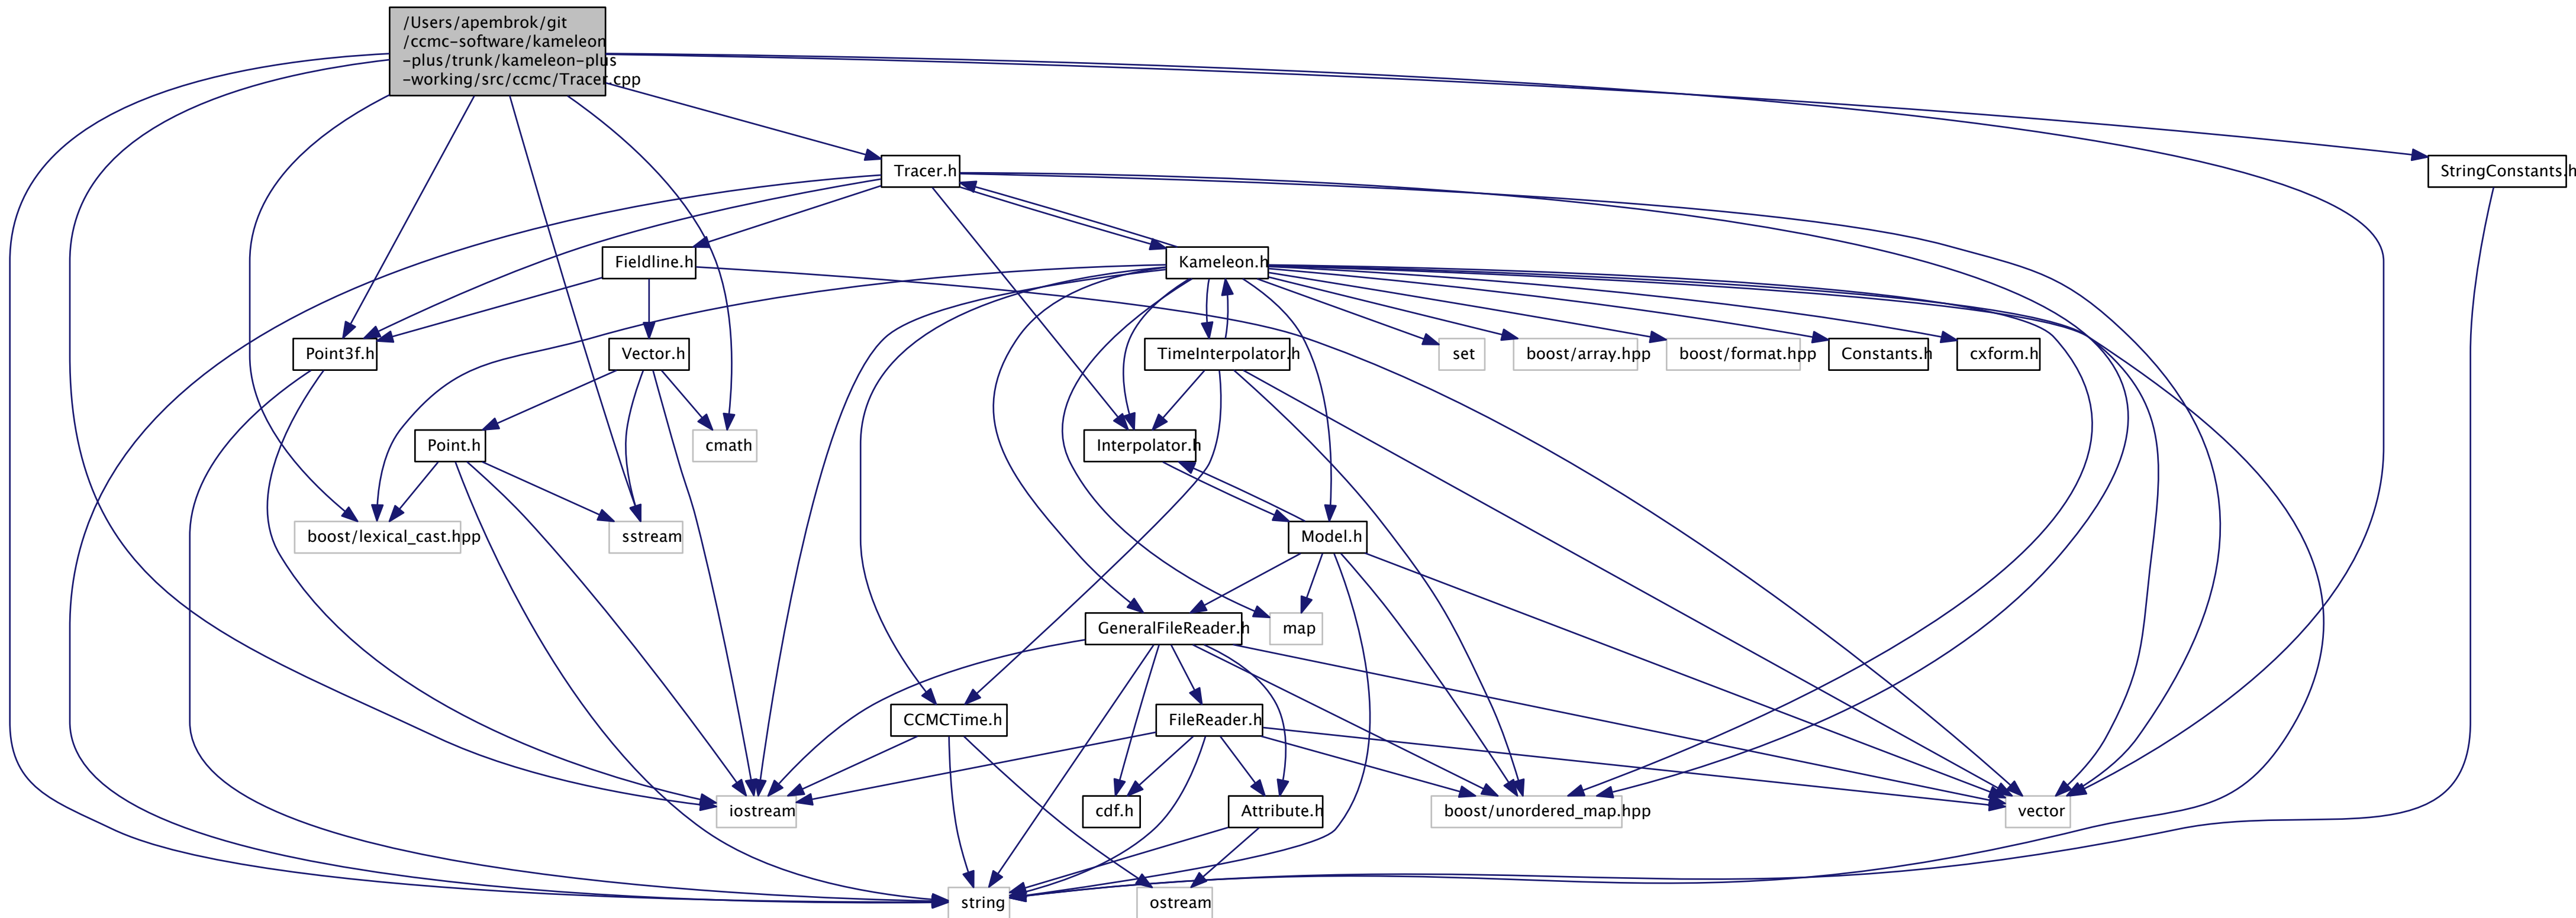 /Users/apembrok/git
/ccmc-software/kameleon
-plus/trunk/kameleon-plus
-working/src/ccmc/Tracer.cpp
Tracer.h
StringConstants.h
Fieldline.h
Kameleon.h
Point3f.h
Vector.h
TimeInterpolator.h
set
boost/array.hpp
boost/format.hpp
Constants.h
cxform.h
Point.h
cmath
Interpolator.h
boost/lexical_cast.hpp
sstream
Model.h
GeneralFileReader.h
map
CCMCTime.h
FileReader.h
iostream
cdf.h
Attribute.h
boost/unordered_map.hpp
vector
string
ostream